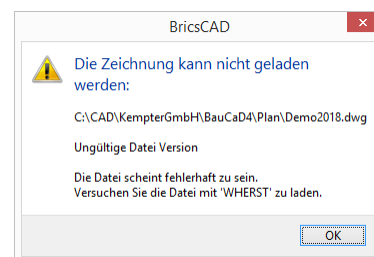 BricsCAD
Die Zeichnung kann nicht geladen
werden:
C:\CAD\KempterGmbH\BauCaD4\Plan\Demo2018.dwg
Ungültige Datei Version
Die Datei scheint fehlerhaft zu sein.
Versuchen Sie die Datei mit 'WHERST' zu laden.
OK